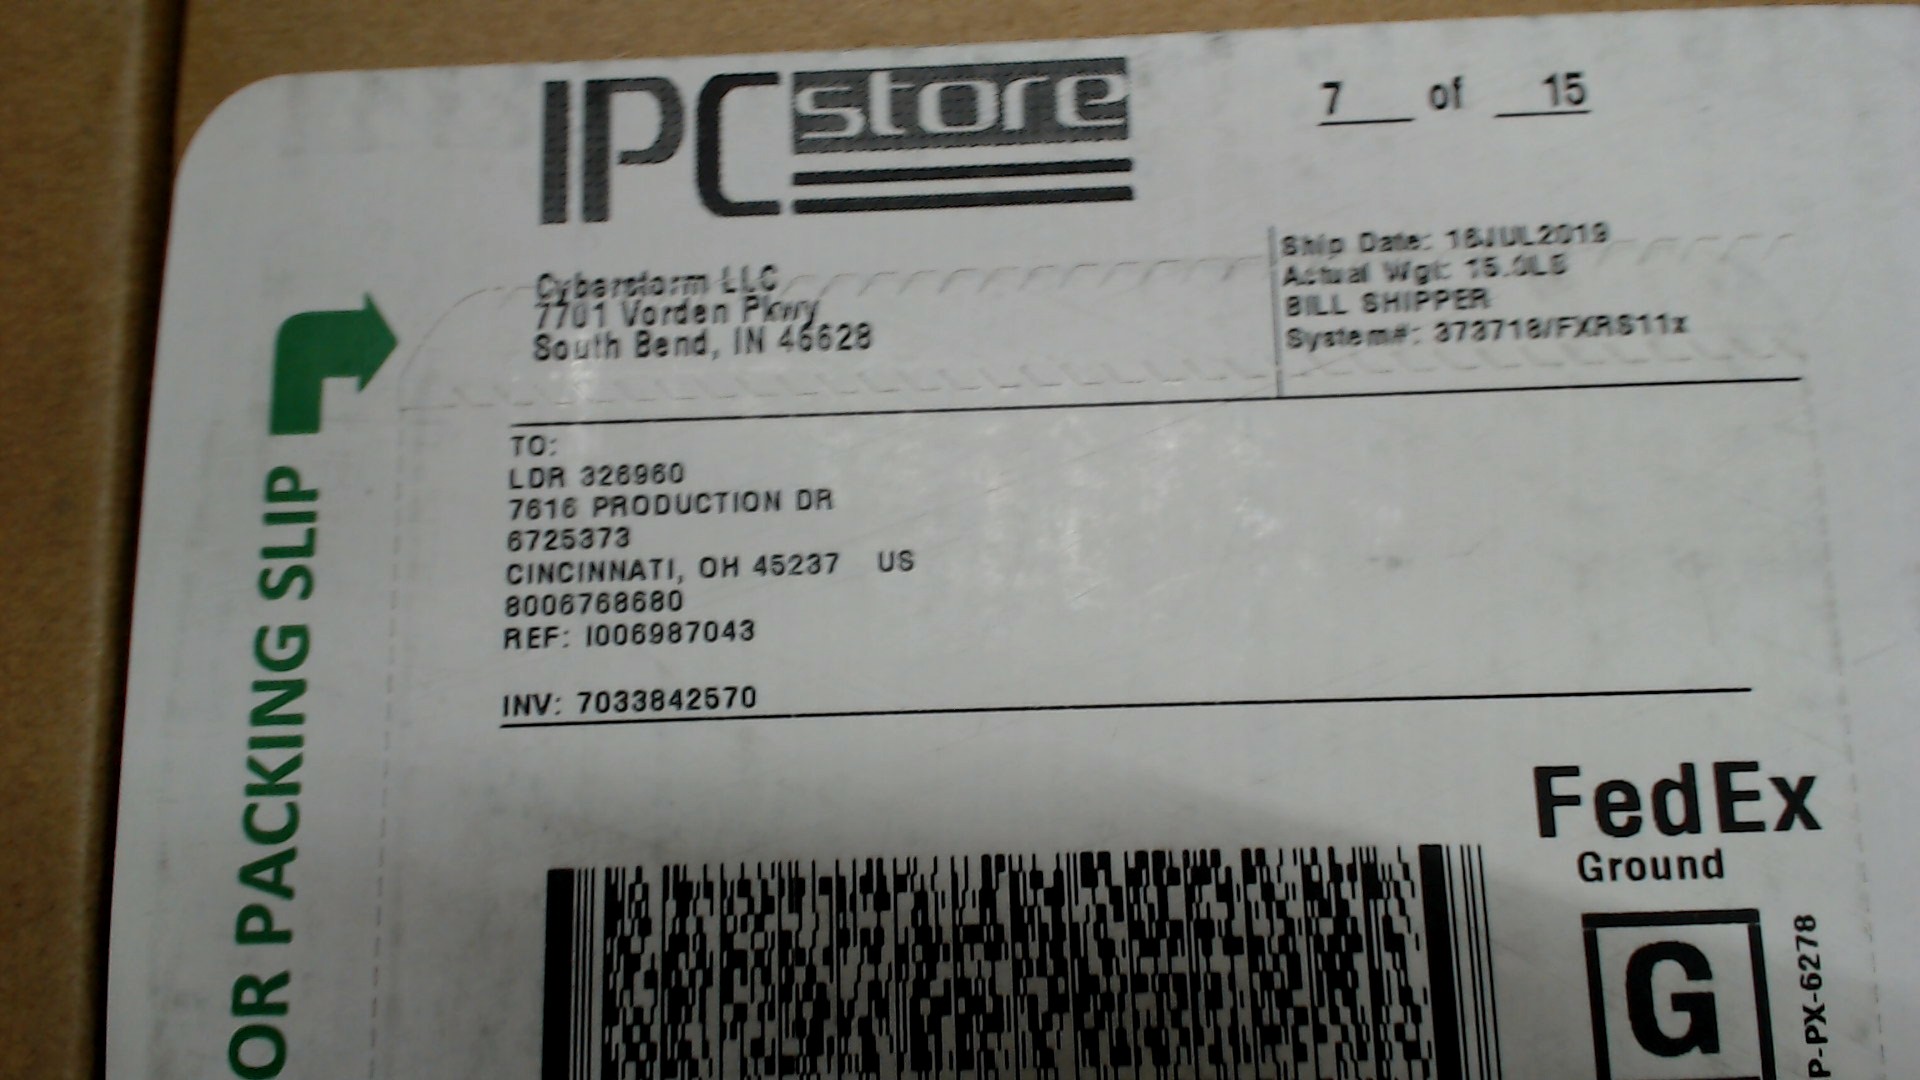 IPC store
7 of 15
Cyberstorm LLC
7701 Vorden Pkwy
South Bend, IN 46628
Ship Date: 16JUL2019
Actual Wgt: 15.0LB
BILL SHIPPER
System#: 373718/FXRS11x
TO:
LDR 326960
7616 PRODUCTION DR
6725373
CINCINNATI, OH 45237 US
8006768680
REF: I006987043
INV: 7033842570
FedEx
Ground
G
P-PX-6278
OR PACKING SLIP